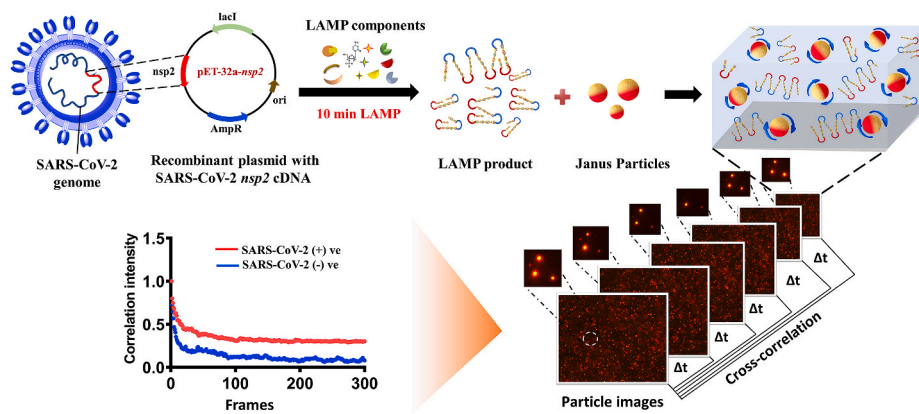 lacI
nsp2
pET-32a-nsp2
ori
AmpR
SARS-CoV-2
genome
Recombinant plasmid with
SARS-CoV-2 nsp2 cDNA
LAMP components
10 min LAMP
LAMP product
Janus Particles
Correlation intensity
1.5
1.0
0.5
0.0
0
100
200
300
Frames
SARS-CoV-2 (+) ve
SARS-CoV-2 (-) ve
Δt
Δt
Δt
Δt
Δt
Δt
Particle images
Cross-correlation